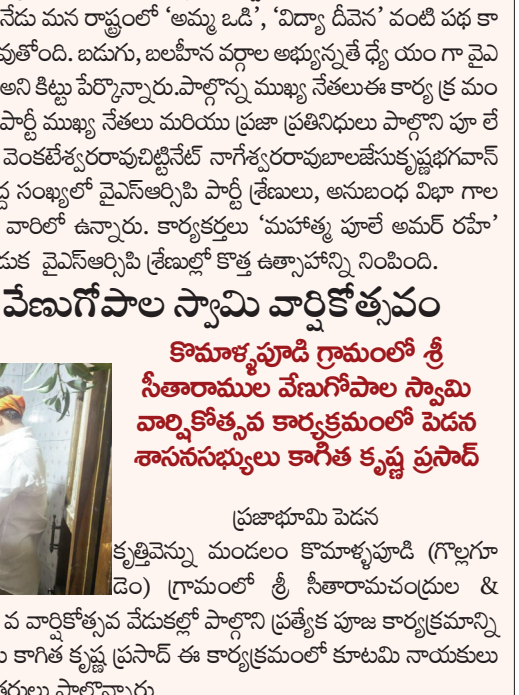 నేడు మన రాష్ట్రంలో ‘అమ్మ ఒడి’, ‘విద్యా దీవెన’ వంటి పథ కా
వుతోంది. బడుగు, బలహీన వర్గాల అభ్యున్నతే ధ్యే యం గా వైఎ
అని కిట్టు పేర్కొన్నారు.పాల్గొన్న ముఖ్య నేతలుఈ కార్య క్ర మం
పార్టీ ముఖ్య నేతలు మరియు ప్రజా ప్రతినిధులు పాల్గొని పూ లే
వెంకటేశ్వరరావుచిట్టినేట్ నాగేశ్వరరావుబాలజేసుకృష్ణభగవాన్
ద్ద సంఖ్యలో వైఎస్ఆర్సిపి పార్టీ శ్రేణులు, అనుబంధ విభా గాల
వారిలో ఉన్నారు. కార్యకర్తలు ‘మహాత్మ పూలే అమర్ రహే’
డుక వైఎస్ఆర్సిపి శ్రేణుల్లో కొత్త ఉత్సాహాన్ని నింపింది.
వేణుగోపాల స్వామి వార్షికోత్సవం
కొమాళ్ళపూడి గ్రామంలో శ్రీ
సీతారాముల వేణుగోపాల స్వామి
వార్షికోత్సవ కార్యక్రమంలో పెడన
శాసనసభ్యులు కాగిత కృష్ణ ప్రసాద్
ప్రజాభూమి పెడన
కృత్తివెన్ను మండలం కొమాళ్ళపూడి (గొల్లగూ
డెం) గ్రామంలో శ్రీ సీతారామచంద్రుల &
వ వార్షికోత్సవ వేడుకల్లో పాల్గొని ప్రత్యేక పూజ కార్యక్రమాన్ని
కాగిత కృష్ణ ప్రసాద్ ఈ కార్యక్రమంలో కూటమి నాయకులు
పాల్గొన్నారు